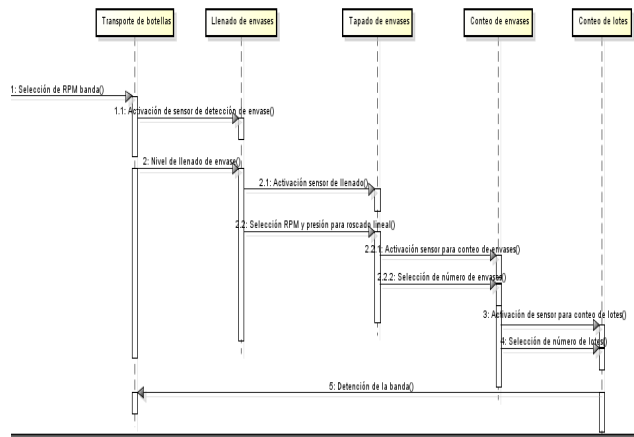 Transporte de botellas
Llenado de envases
Tapado de envases
Conteo de envases
Conteo de lotes
1: Selección de RPM banda()
1.1: Activación de sensor de detección de envase()
2: Nivel de llenado de envase()
2.1: Activación sensor de llenado()
2.2: Selección RPM y presión para roscado lineal()
2.2.1: Activación sensor para conteo de envases()
2.2.2: Selección de número de envases()
3: Activación de sensor para conteo de lotes()
4: Selección de número de lotes()
5: Detención de la banda()